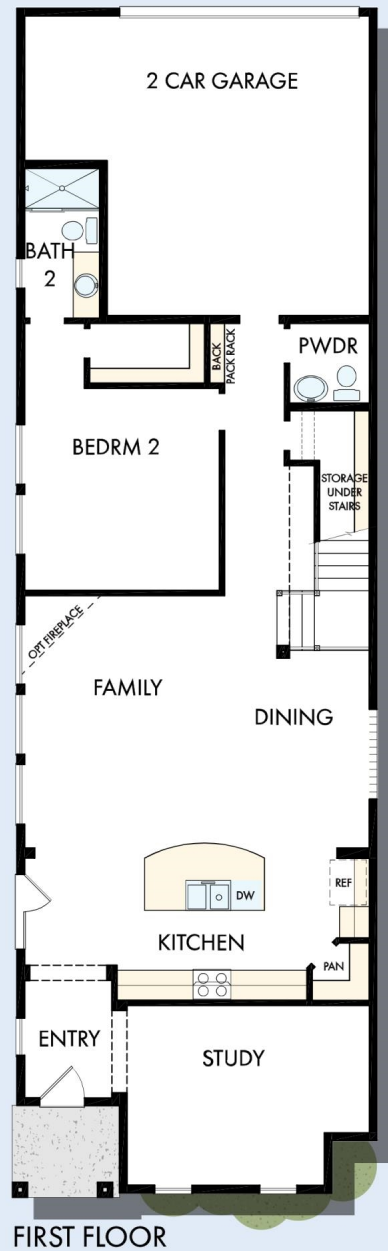 2 CAR GARAGE
BATH
2
BACK
PACK RACK
PWDR
BEDRM 2
STORAGE
UNDER
STAIRS
OPT FIREPLACE
FAMILY
DINING
REF
DW
KITCHEN
PAN
ENTRY
STUDY
FIRST FLOOR